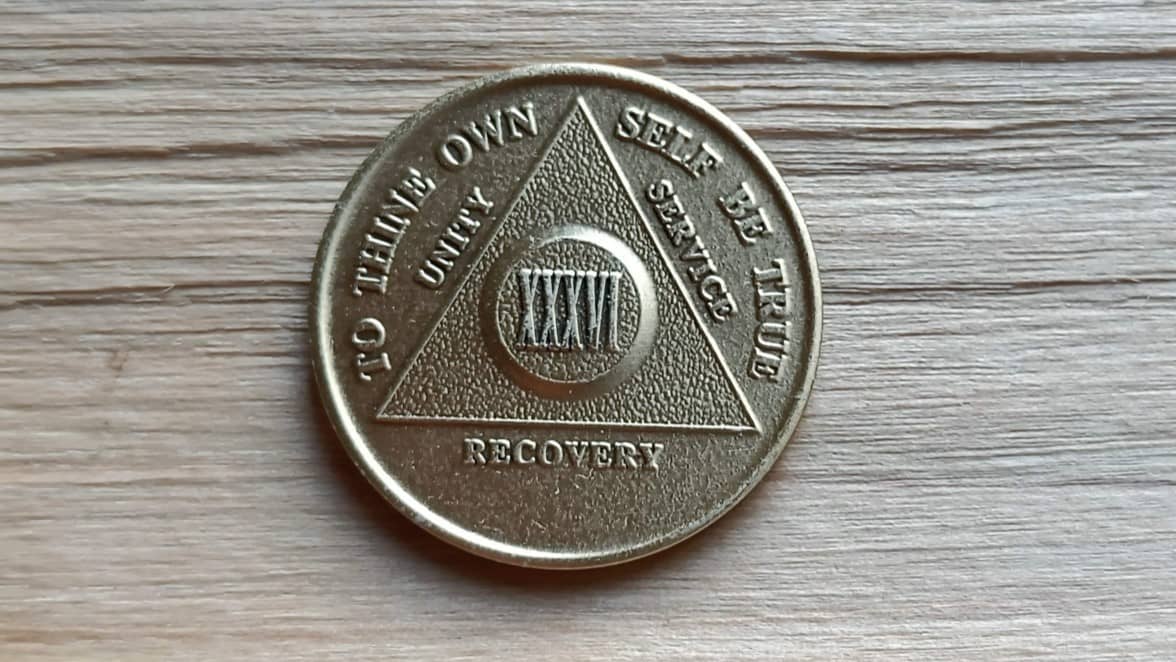 TO THINE OWN SELF BE TRUE
UNITY
SERVICE
XXXVI
RECOVERY